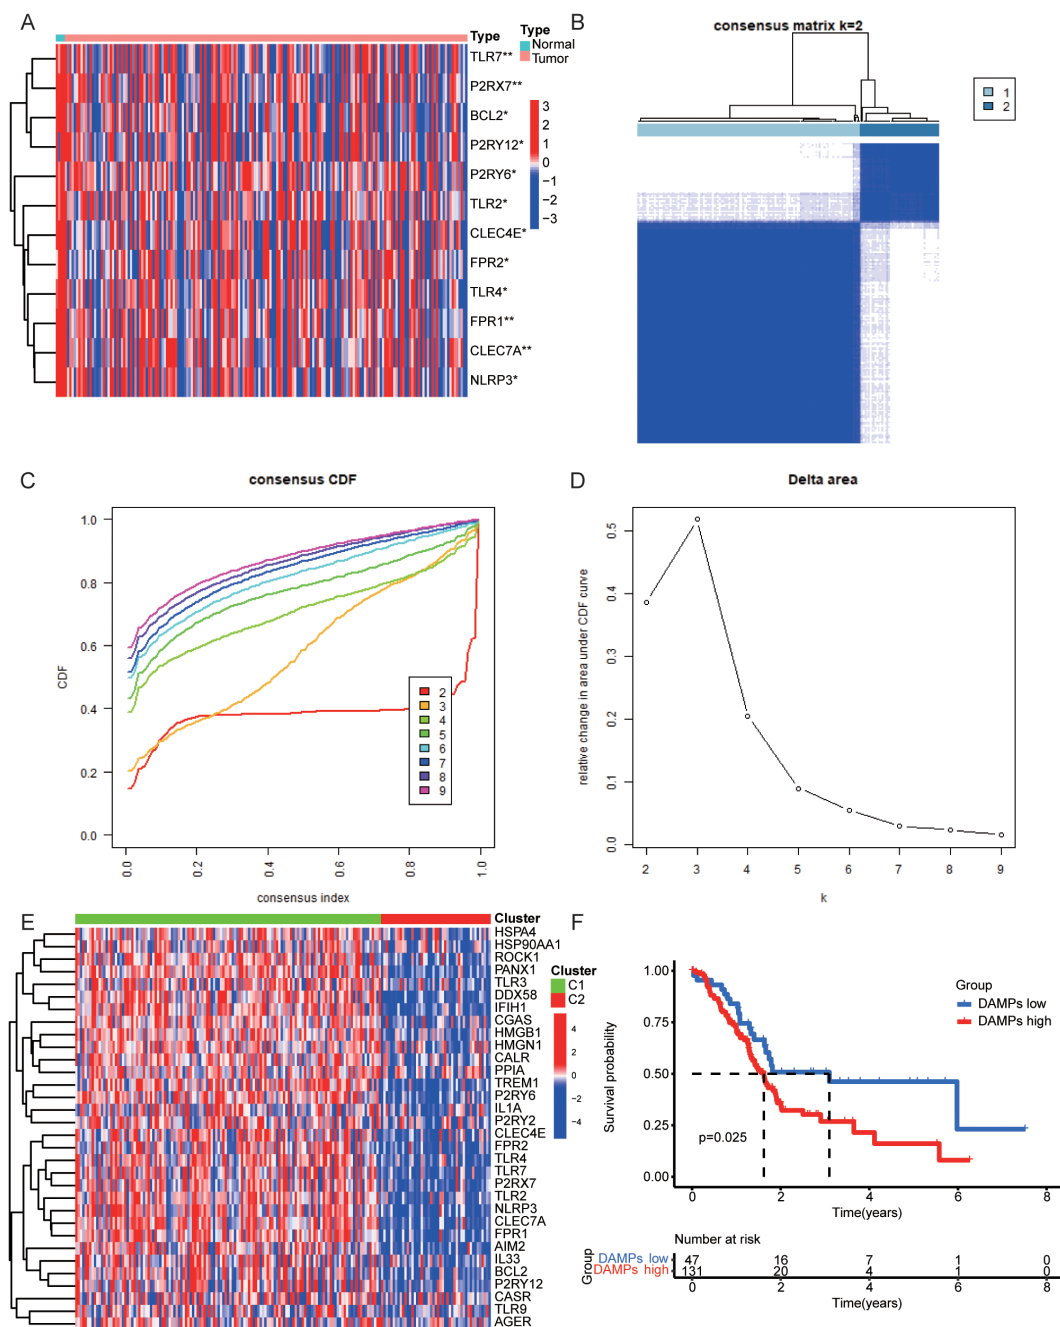 A
Type
Type
Normal
Tumor
TLR7**
P2RX7**
BCL2*
P2RY12*
P2RY6*
TLR2*
CLEC4E*
FPR2*
TLR4*
FPR1**
CLEC7A**
NLRP3*
3
2
1
0
−1
−2
−3
B
consensus matrix k=2
1
2
C
consensus CDF
CDF
1.0
0.8
0.6
0.4
0.2
0.0
0.0
0.2
0.4
0.6
0.8
1.0
consensus index
2
3
4
5
6
7
8
9
D
Delta area
relative change in area under CDF curve
0.5
0.4
0.3
0.2
0.1
0.0
2
3
4
5
6
7
8
9
k
E
Cluster
HSPA4
HSP90AA1
ROCK1
PANX1
TLR3
DDX58
IFIH1
CGAS
HMGB1
HMGN1
CALR
PPIA
TREM1
P2RY6
IL1A
P2RY2
CLEC4E
FPR2
TLR4
TLR7
P2RX7
TLR2
NLRP3
CLEC7A
FPR1
AIM2
IL33
BCL2
P2RY12
CASR
TLR9
AGER
Cluster
C1
C2
4
2
0
−2
−4
F
Survival probability
1.00
0.75
0.50
0.25
0.00
p=0.025
Group
DAMPs low
DAMPs high
0
2
4
6
8
Time(years)
Number at risk
Group
DAMPs low
47
16
7
1
0
DAMPs high
131
20
4
1
0
0
2
4
6
8
Time(years)